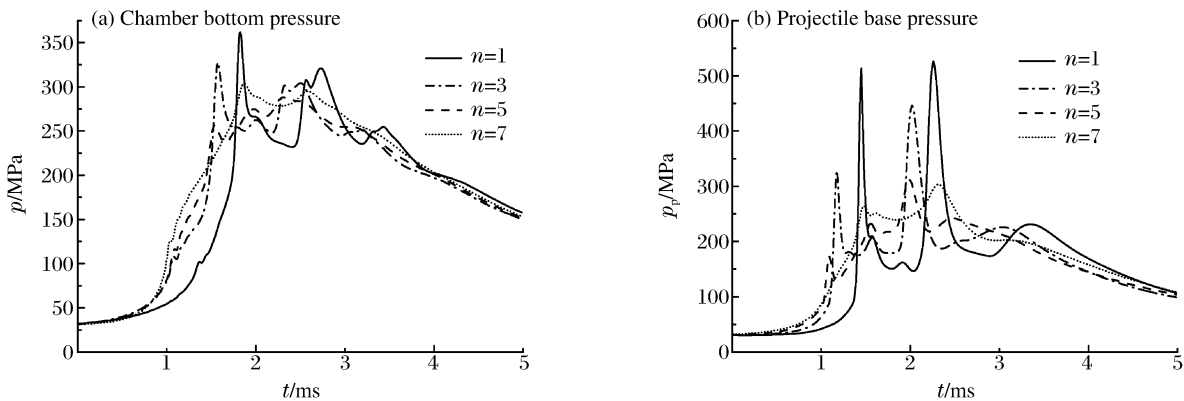 (a) Chamber bottom pressure
p/MPa
350
300
250
200
150
100
50
0
1
2
3
4
5
t/ms
n=1
n=3
n=5
n=7
(b) Projectile base pressure
pp/MPa
600
500
400
300
200
100
0
1
2
3
4
5
t/ms
n=1
n=3
n=5
n=7